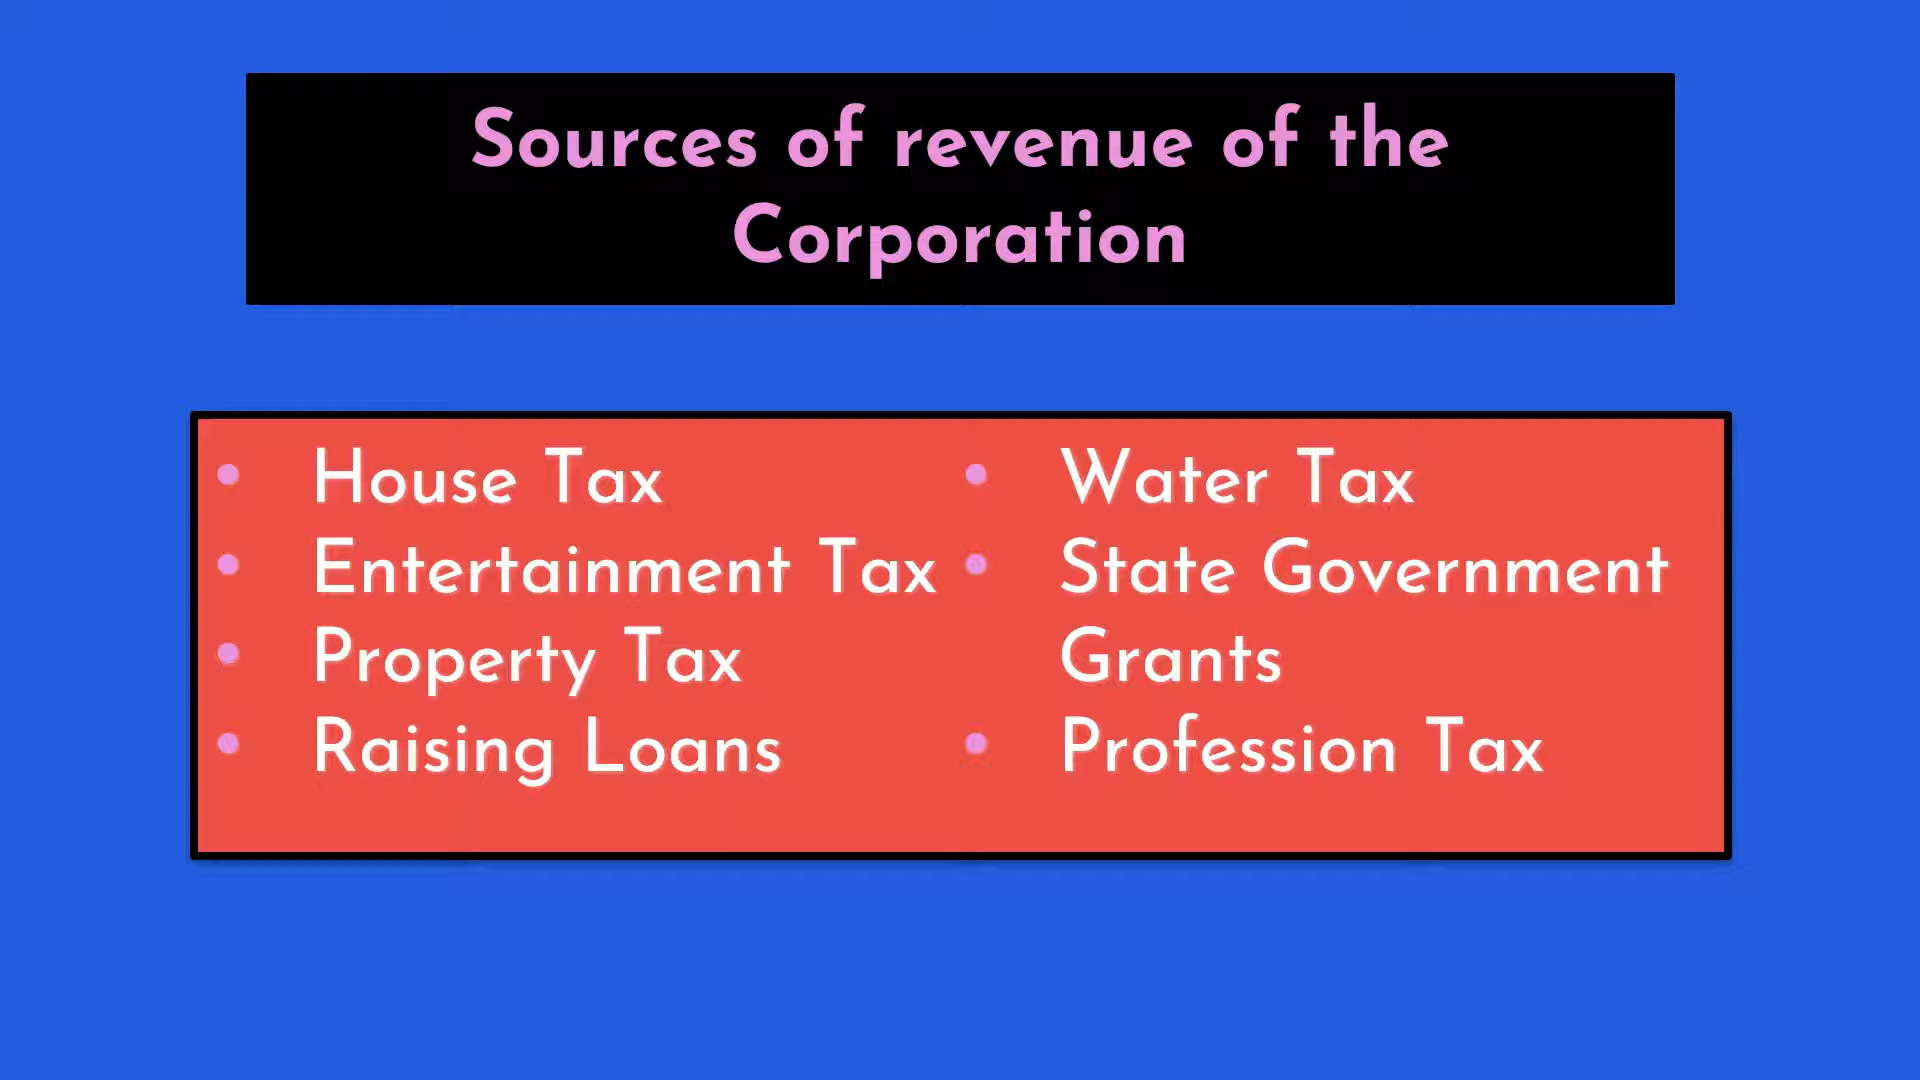 Sources of revenue of the
Corporation
• House Tax
• Entertainment Tax
• Property Tax
• Raising Loans
• Water Tax
• State Government
Grants
• Profession Tax